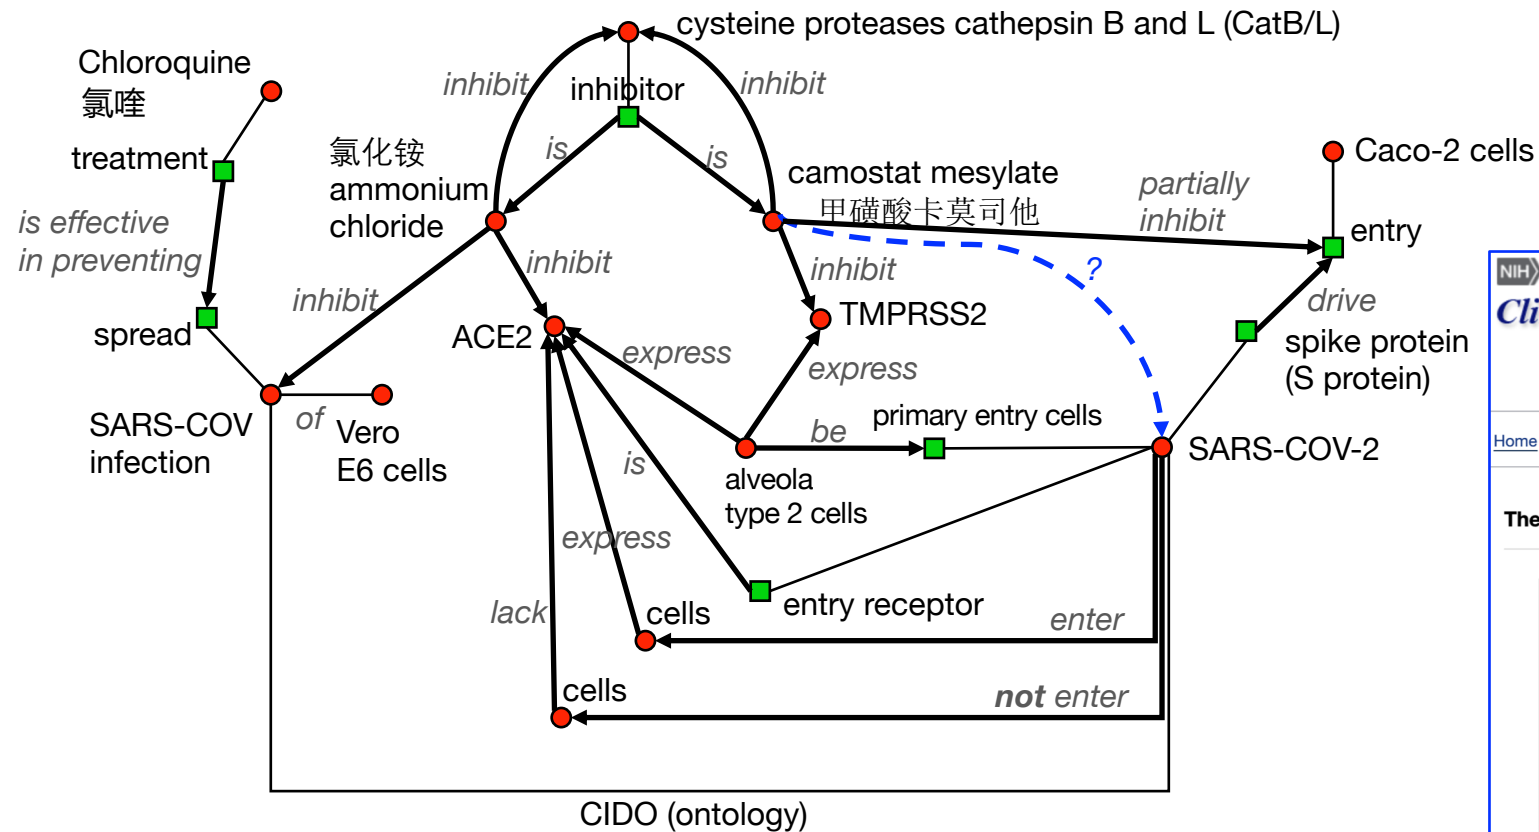 cysteine proteases cathepsin B and L (CatB/L)
Chloroquine
氯喹
inhibit
inhibitor
inhibit
treatment
is
is
氯化铵
ammonium
chloride
camostat mesylate
甲磺酸卡莫司他
partially
inhibit
Caco-2 cells
entry
is effective
in preventing
inhibit
inhibit
inhibit
?
drive
spread
ACE2
TMPRSS2
spike protein
(S protein)
express
express
SARS-COV
infection
of
Vero
E6 cells
be
primary entry cells
SARS-COV-2
is
alveola
type 2 cells
express
lack
entry receptor
cells
enter
cells
not enter
CIDO (ontology)
NIH
Cli
Home
The